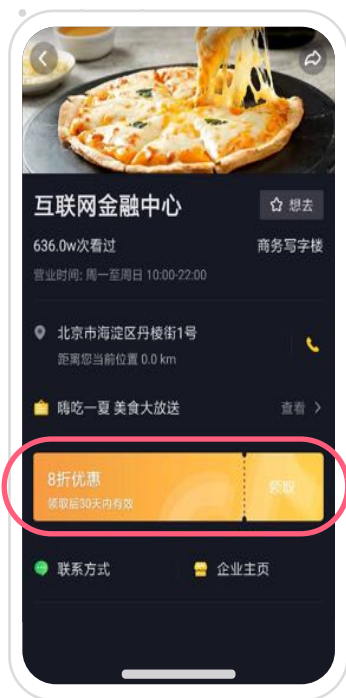 互联网金融中心
想去
636.0w次看过
商务写字楼
营业时间: 周一至周日 10:00-22:00
北京市海淀区丹棱街1号
距离您当前位置 0.0 km
嗨吃一夏 美食大放送
查看
8折优惠
领取后30天内有效
领取
联系方式
企业主页